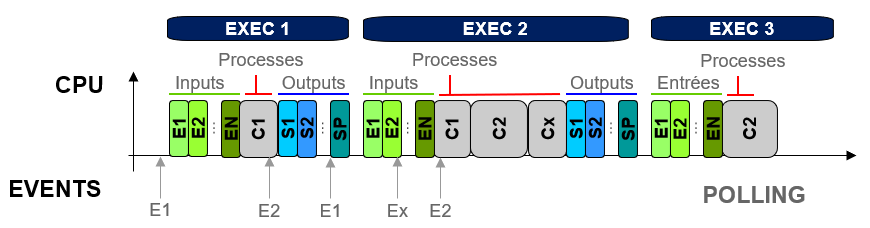 EXEC 1 EXEC 2 EXEC 3
Processes Processes Processes
CPU Inputs Outputs Inputs Outputs Entrées
E1 E2 ... EN C1 S1 S2 ... SP E1 E2 ... EN C1 C2 Cx S1 S2 ... SP E1 E2 ... EN C2
EVENTS POLLING
E1 E2 E1 Ex E2